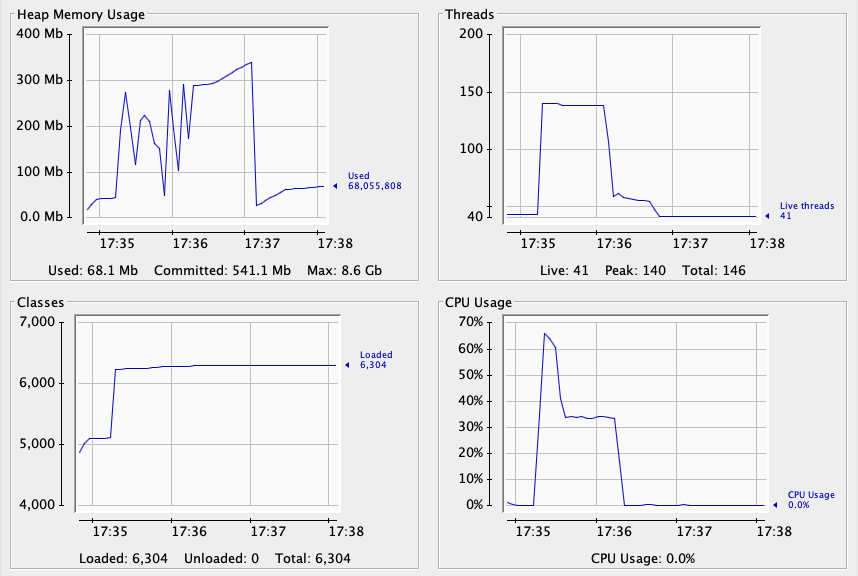 Heap Memory Usage
400 Mb
300 Mb
200 Mb
100 Mb
0.0 Mb
Used
68,055,808
17:35 17:36 17:37 17:38
Used: 68.1 Mb Committed: 541.1 Mb Max: 8.6 Gb
Threads
200
150
100
40
Live threads
41
17:35 17:36 17:37 17:38
Live: 41 Peak: 140 Total: 146
Classes
7,000
6,000
5,000
4,000
Loaded
6,304
17:35 17:36 17:37 17:38
Loaded: 6,304 Unloaded: 0 Total: 6,304
CPU Usage
70%
60%
50%
40%
30%
20%
10%
0%
CPU Usage
0.0%
17:35 17:36 17:37 17:38
CPU Usage: 0.0%